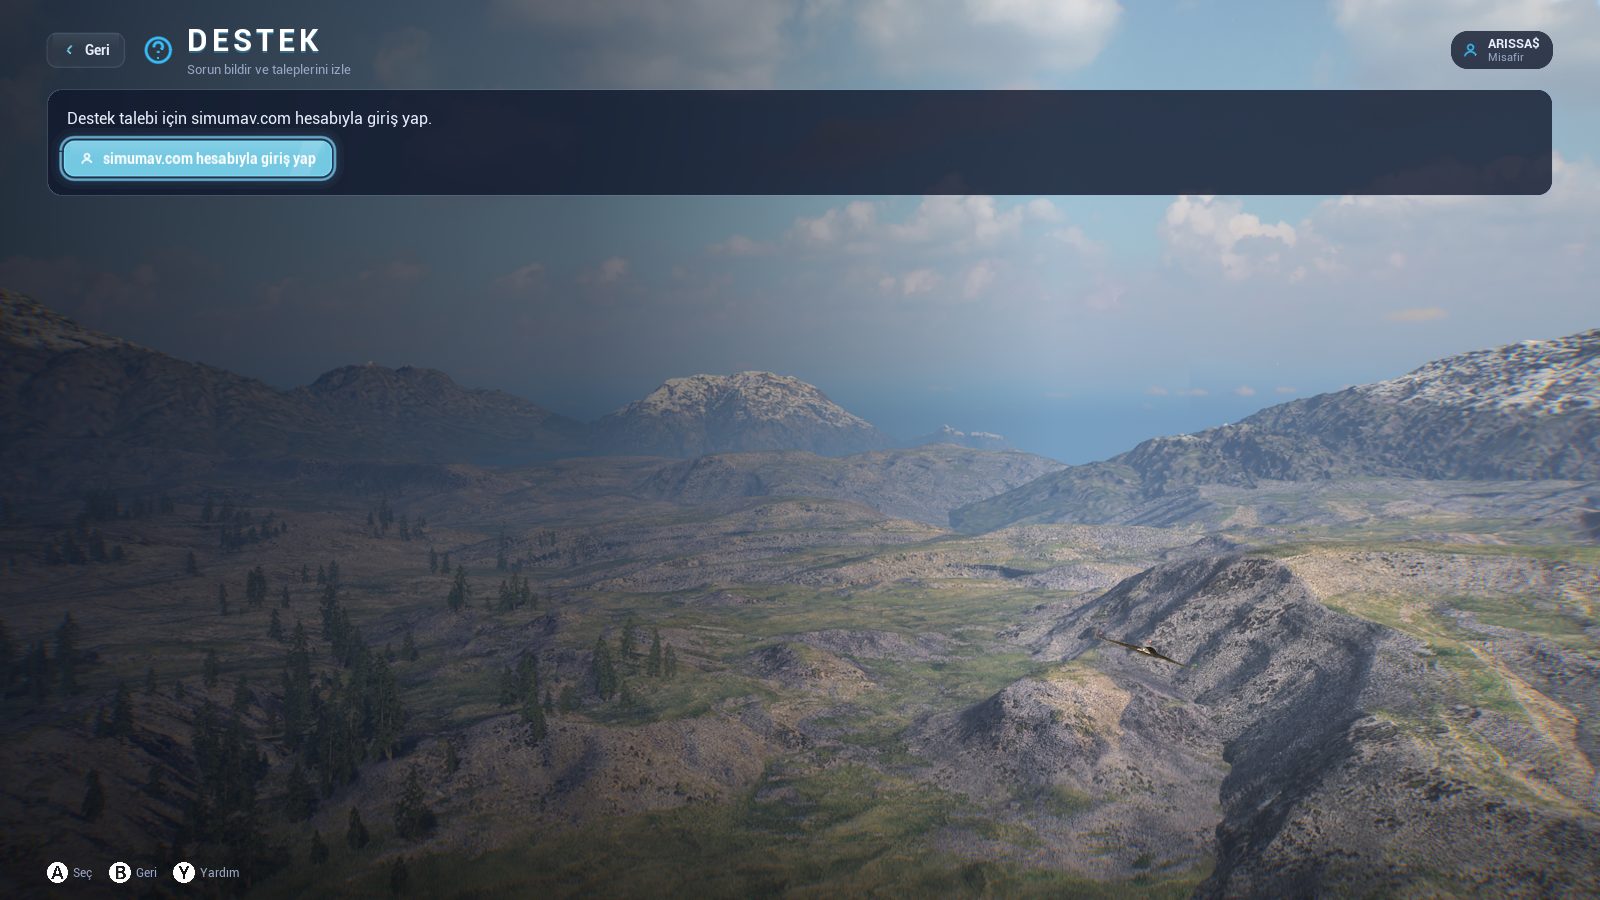 Geri
DESTEK
Sorun bildir ve taleplerini izle
ARISSA$
Misafir
Destek talebi için simumav.com hesabıyla giriş yap.
simumav.com hesabıyla giriş yap
A Seç B Geri Y Yardım